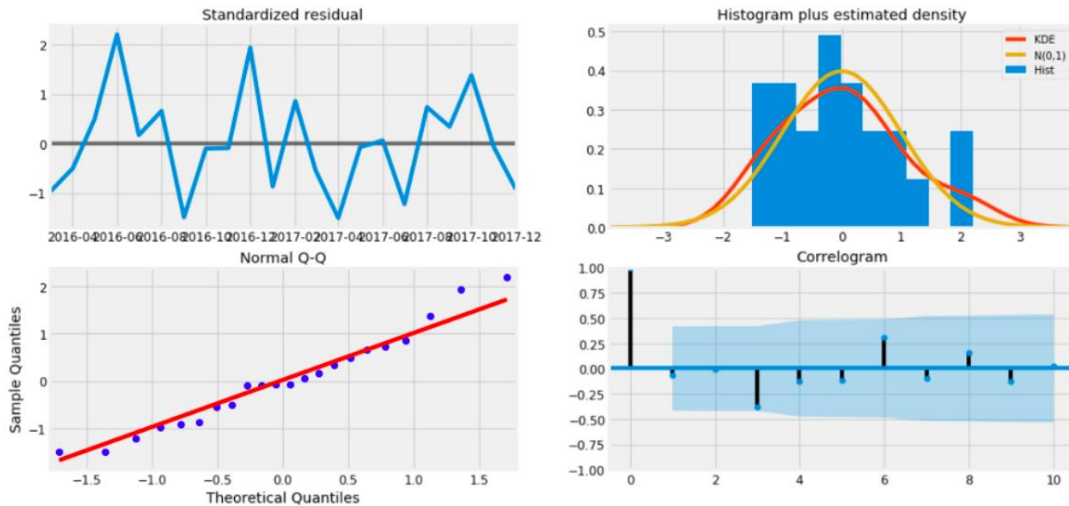 Standardized residual
2
1
0
−1
2016-04 2016-06 2016-08 2016-10 2016-12 2017-02 2017-04 2017-06 2017-08 2017-10 2017-12
Histogram plus estimated density
0.5
0.4
0.3
0.2
0.1
0.0
KDE
N(0,1)
Hist
−3 −2 −1 0 1 2 3
Normal Q-Q
Sample Quantiles
2
1
0
−1
−1.5 −1.0 −0.5 0.0 0.5 1.0 1.5
Theoretical Quantiles
Correlogram
1.00
0.75
0.50
0.25
0.00
−0.25
−0.50
−0.75
−1.00
0 2 4 6 8 10